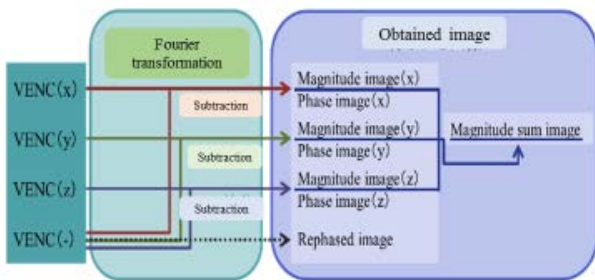 Fourier
transformation
Obtained image
VENC(x)
Subtraction
Magnitude image(x)
Phase image(x)
VENC(y)
Subtraction
Magnitude image(y)
Phase image(y)
Magnitude sum image
VENC(z)
Subtraction
Magnitude image(z)
Phase image(z)
VENC(-)
Rephased image